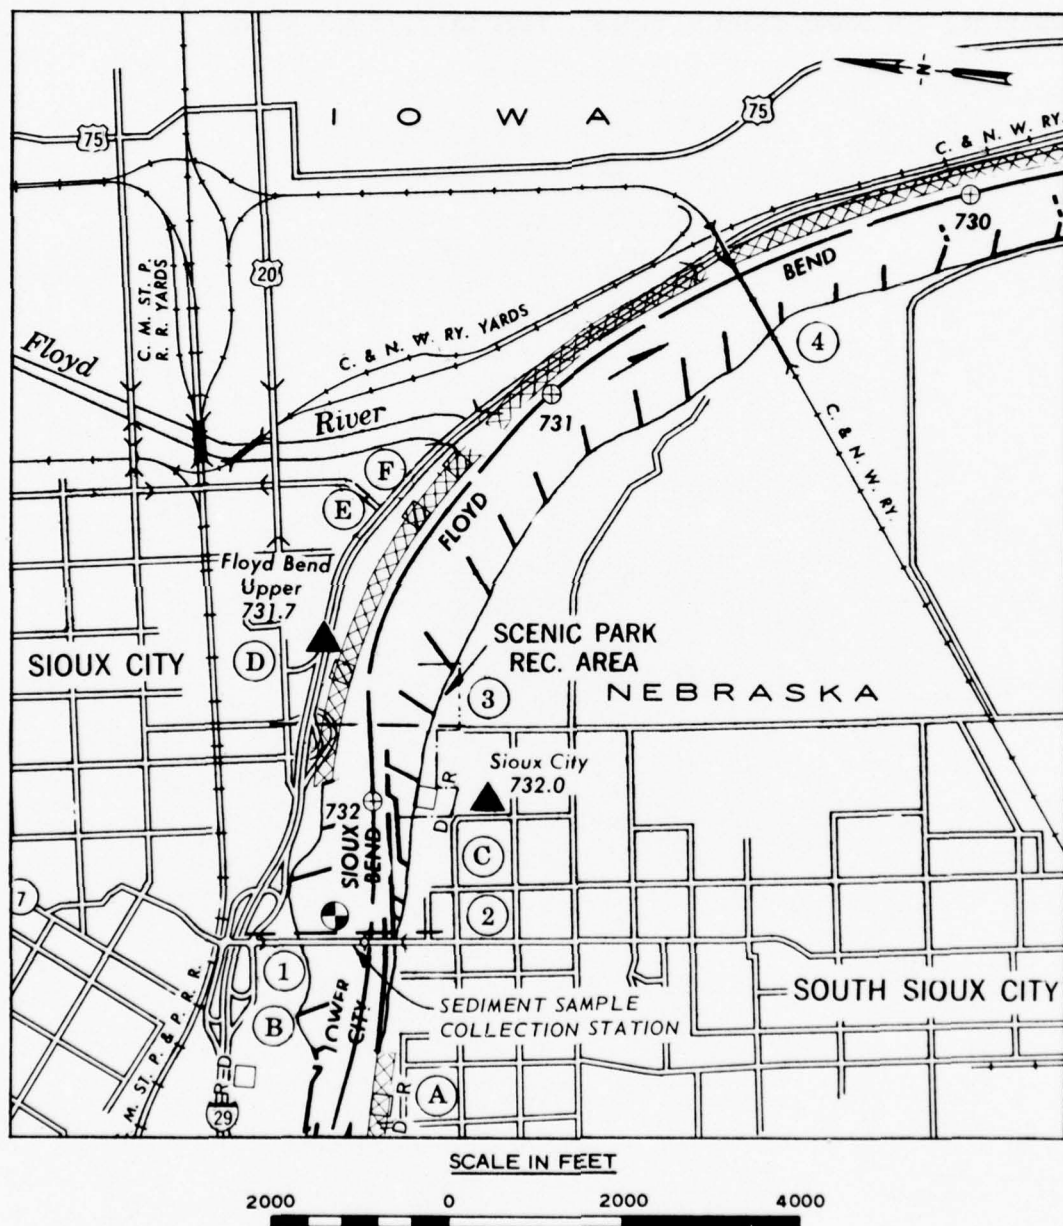 I O W A
75
75
N
C. & N. W. RY.
730
BEND
20
C. M. ST. P.
R. R. YARDS
C. & N. W. RY. YARDS
Floyd
River
731
4
C. & N. W. RY.
F
E
FLOYD
Floyd Bend
Upper
731.7
SIOUX CITY
D
SCENIC PARK
REC. AREA
3
NEBRASKA
Sioux City
732.0
732
SIOUX
BEND
D R
C
2
7
1
B
LOWER
CITY
SEDIMENT SAMPLE
COLLECTION STATION
SOUTH SIOUX CITY
M. ST. P. & P. R. R.
RED
29
D R
A
SCALE IN FEET
2000 0 2000 4000